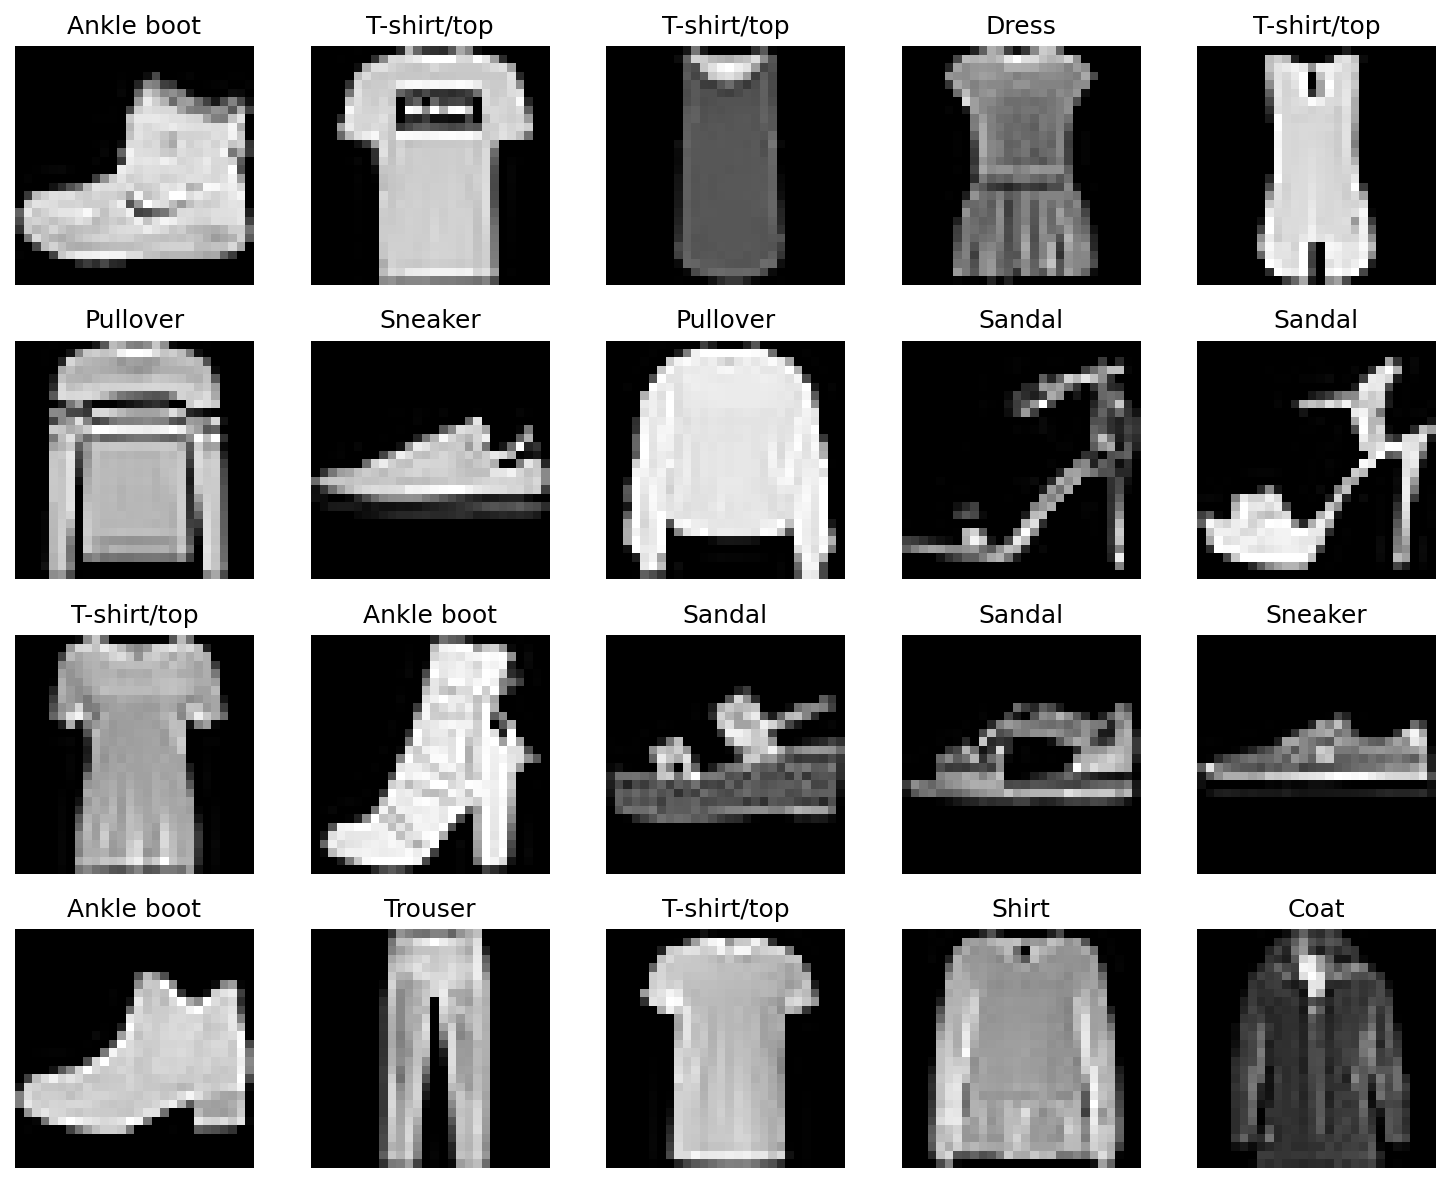 Ankle boot T-shirt/top T-shirt/top Dress T-shirt/top
Pullover Sneaker Pullover Sandal Sandal
T-shirt/top Ankle boot Sandal Sandal Sneaker
Ankle boot Trouser T-shirt/top Shirt Coat